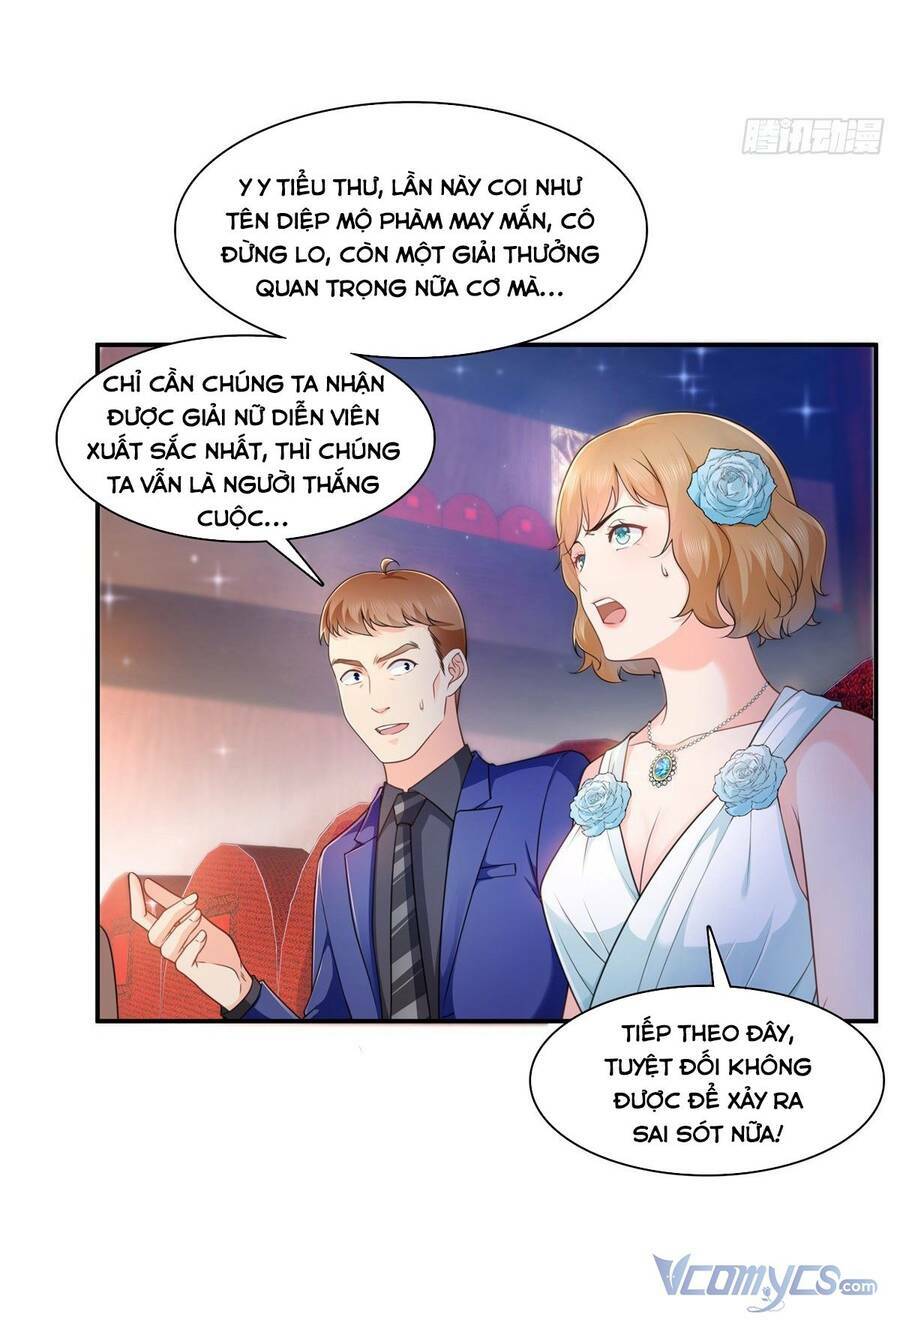 腾讯动漫
Y Y TIỂU THƯ, LẦN NÀY COI NHƯ
TÊN DIỆP MỘ PHÀM MAY MẮN, CÔ
ĐỪNG LO, CÒN MỘT GIẢI THƯỞNG
QUAN TRỌNG NỮA CƠ MÀ...
CHỈ CẦN CHÚNG TA NHẬN
ĐƯỢC GIẢI NỮ DIỄN VIÊN
XUẤT SẮC NHẤT, THÌ CHÚNG
TA VẪN LÀ NGƯỜI THẮNG
CUỘC...
TIẾP THEO ĐÂY,
TUYỆT ĐỐI KHÔNG
ĐƯỢC ĐỂ XẢY RA
SAI SÓT NỮA!
VCOMYCS.com